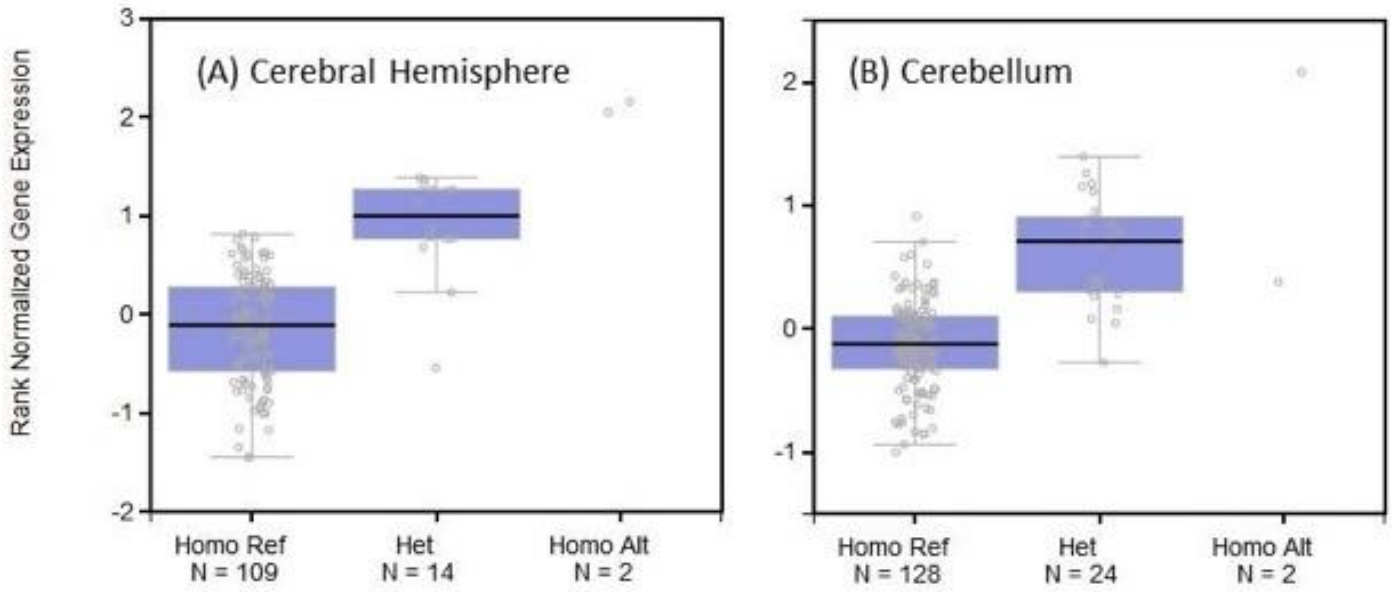 Rank Normalized Gene Expression
(A) Cerebral Hemisphere
3
2
1
0
-1
-2
Homo Ref
N = 109
Het
N = 14
Homo Alt
N = 2
(B) Cerebellum
2
1
0
-1
Homo Ref
N = 128
Het
N = 24
Homo Alt
N = 2